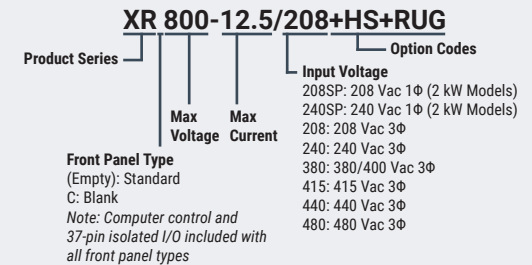 XR 800-12.5/208+HS+RUG
Product Series
Option Codes
Max
Voltage
Max
Current
Input Voltage
208SP: 208 Vac 1Φ (2 kW Models)
240SP: 240 Vac 1Φ (2 kW Models)
208: 208 Vac 3Φ
240: 240 Vac 3Φ
380: 380/400 Vac 3Φ
415: 415 Vac 3Φ
440: 440 Vac 3Φ
480: 480 Vac 3Φ
Front Panel Type
(Empty): Standard
C: Blank
Note: Computer control and
37-pin isolated I/O included with
all front panel types